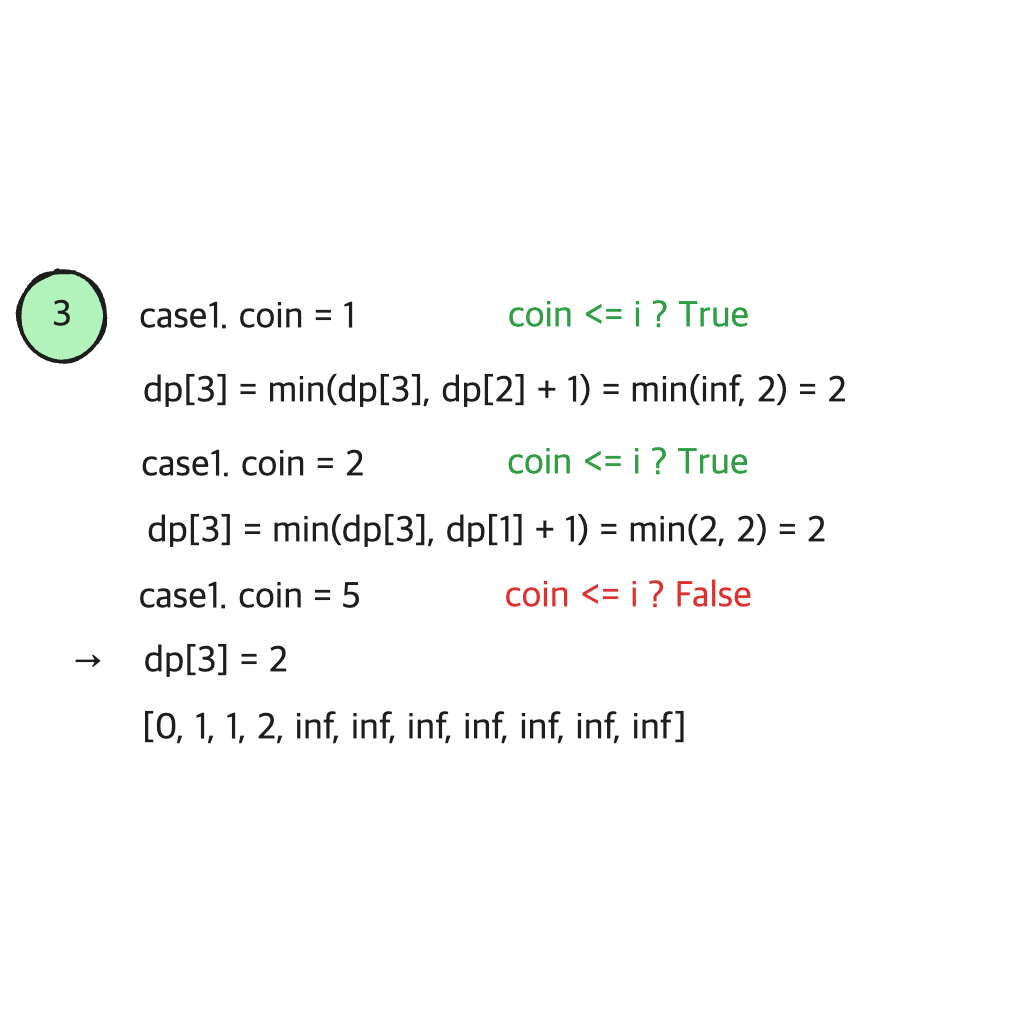 3 case1. coin = 1 coin <= i ? True
dp[3] = min(dp[3], dp[2] + 1) = min(inf, 2) = 2
case1. coin = 2 coin <= i ? True
dp[3] = min(dp[3], dp[1] + 1) = min(2, 2) = 2
case1. coin = 5 coin <= i ? False
→ dp[3] = 2
[0, 1, 1, 2, inf, inf, inf, inf, inf, inf, inf]